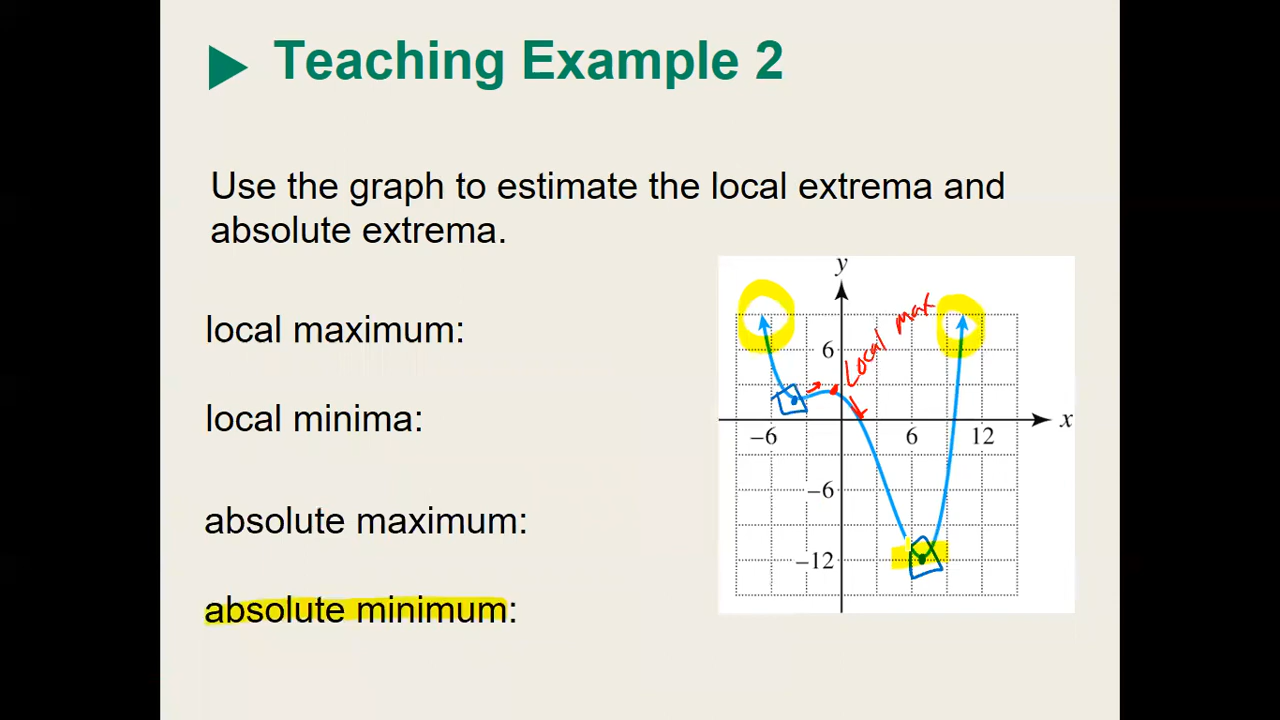 Teaching Example 2
Use the graph to estimate the local extrema and
absolute extrema.
local maximum:
local minima:
absolute maximum:
absolute minimum:
y
Local max
6
x
−6
6
12
−6
−12